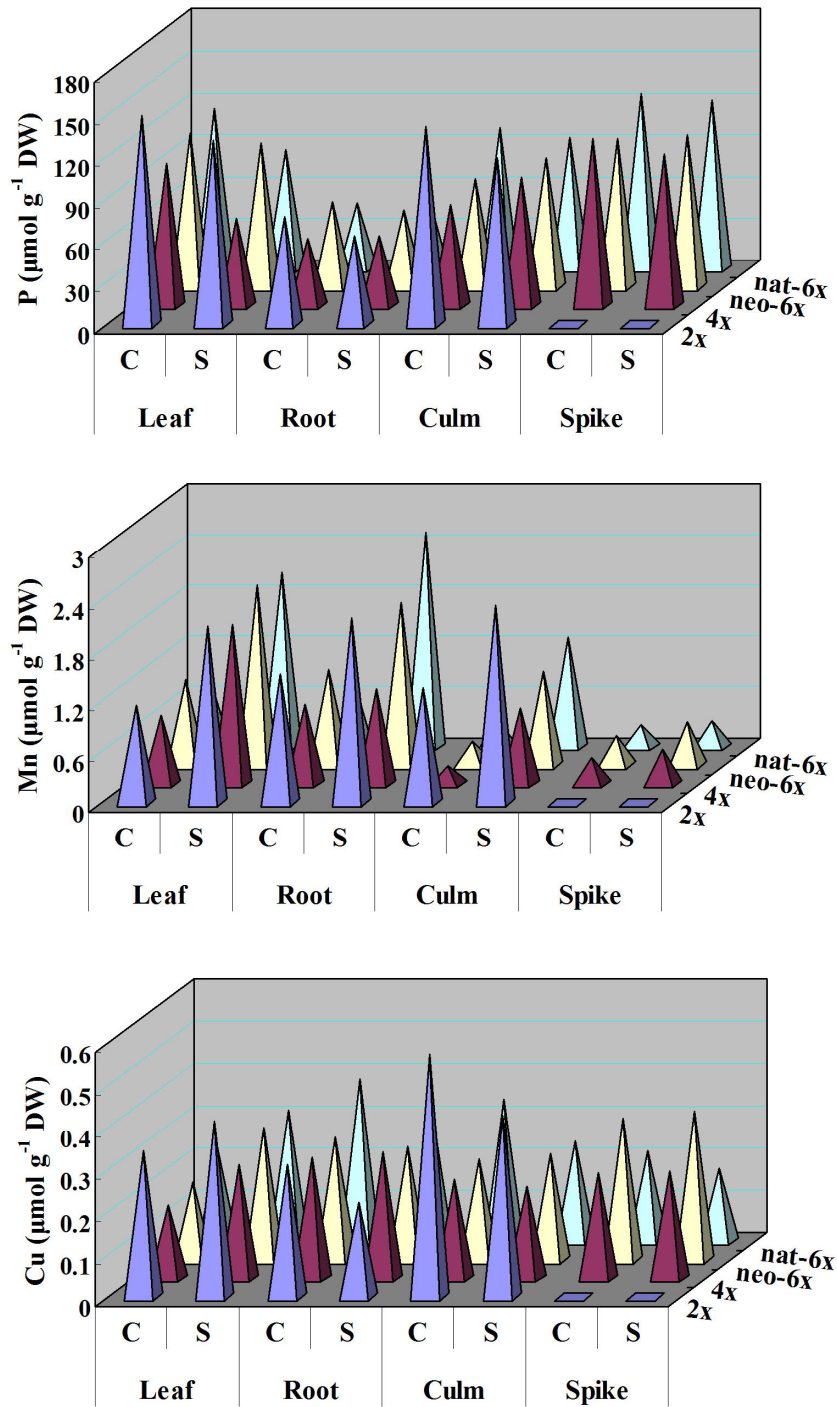 P (µmol g⁻¹ DW)
180
150
120
90
60
30
0
nat-6x
neo-6x
4x
2x
C S C S C S C S
Leaf Root Culm Spike
Mn (µmol g⁻¹ DW)
3
2.4
1.8
1.2
0.6
0
nat-6x
neo-6x
4x
2x
C S C S C S C S
Leaf Root Culm Spike
Cu (µmol g⁻¹ DW)
0.6
0.5
0.4
0.3
0.2
0.1
0
nat-6x
neo-6x
4x
2x
C S C S C S C S
Leaf Root Culm Spike